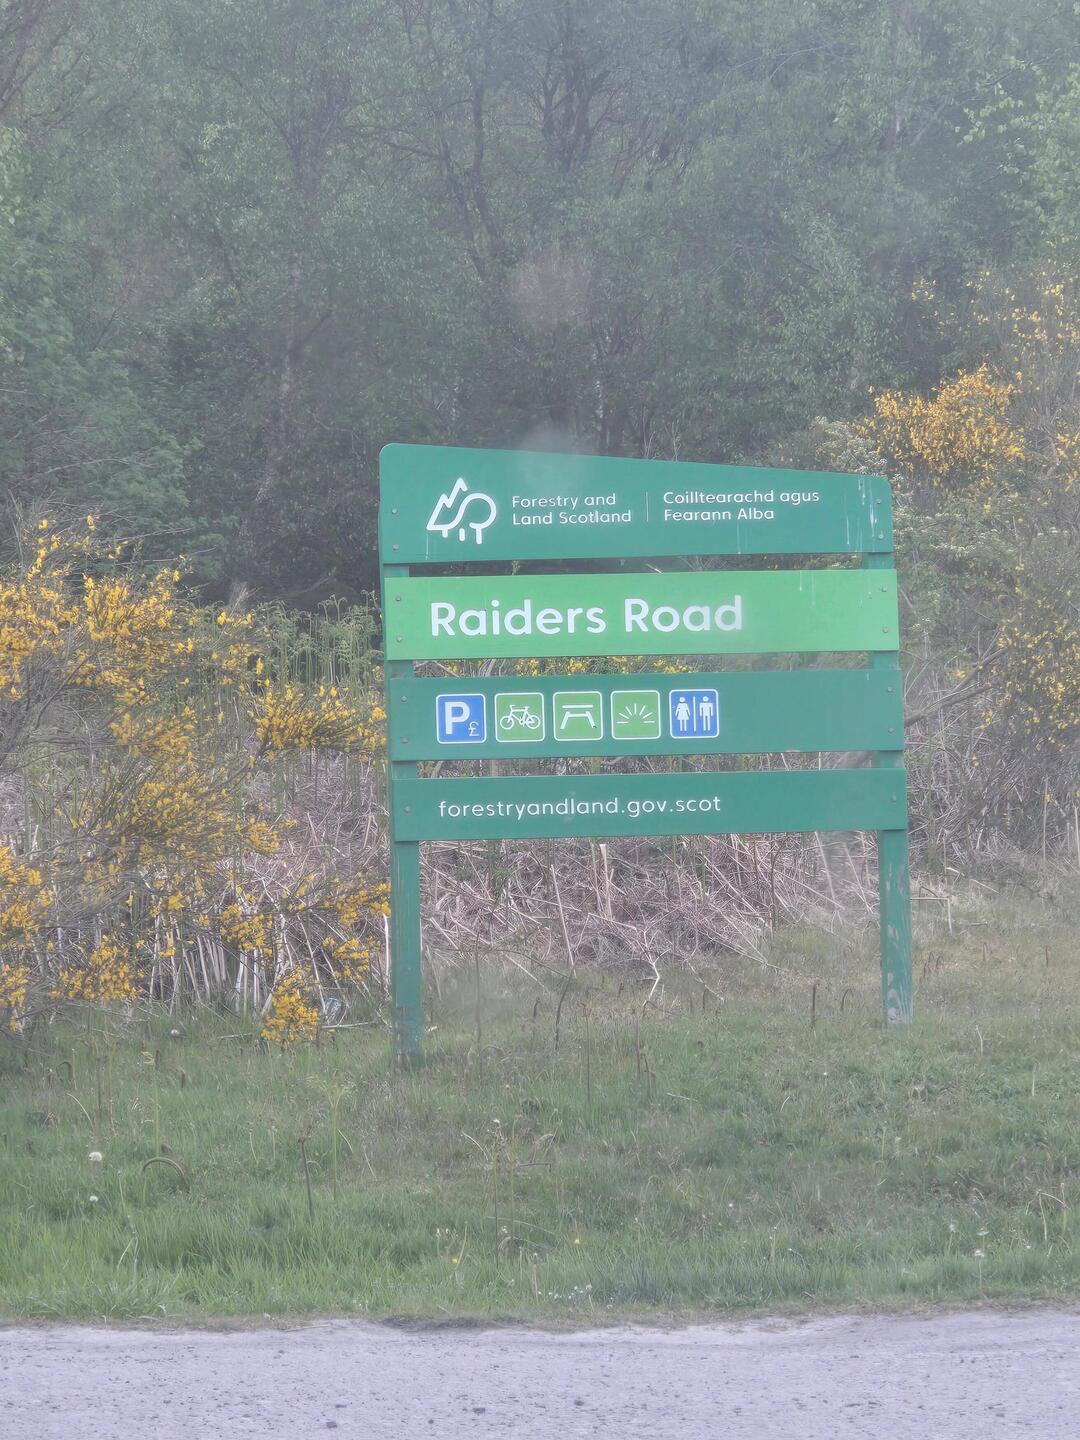 Forestry and
Land Scotland
Coilltearachd agus
Fearann Alba
Raiders Road
P£
forestryandland.gov.scot